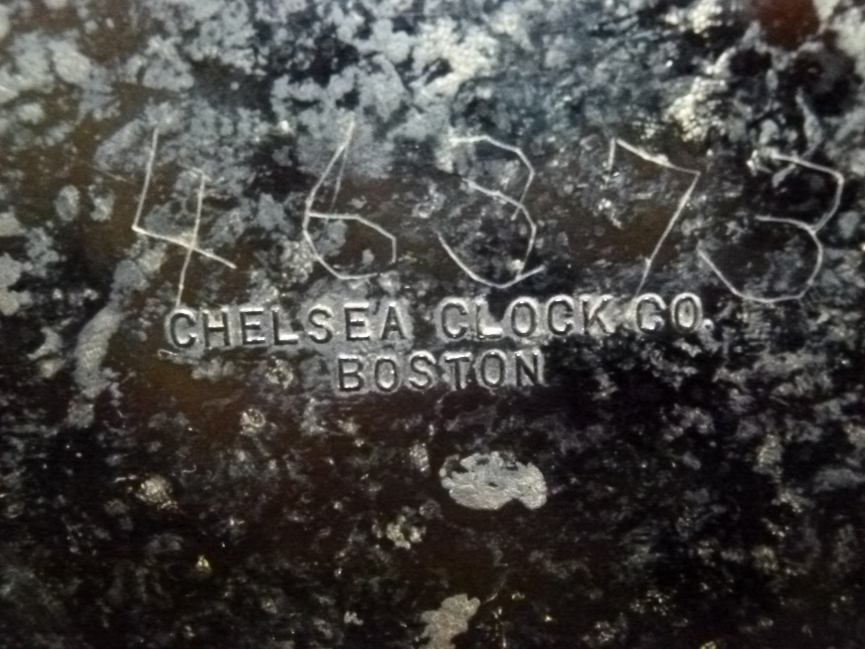 46373
CHELSEA CLOCK CO.
BOSTON